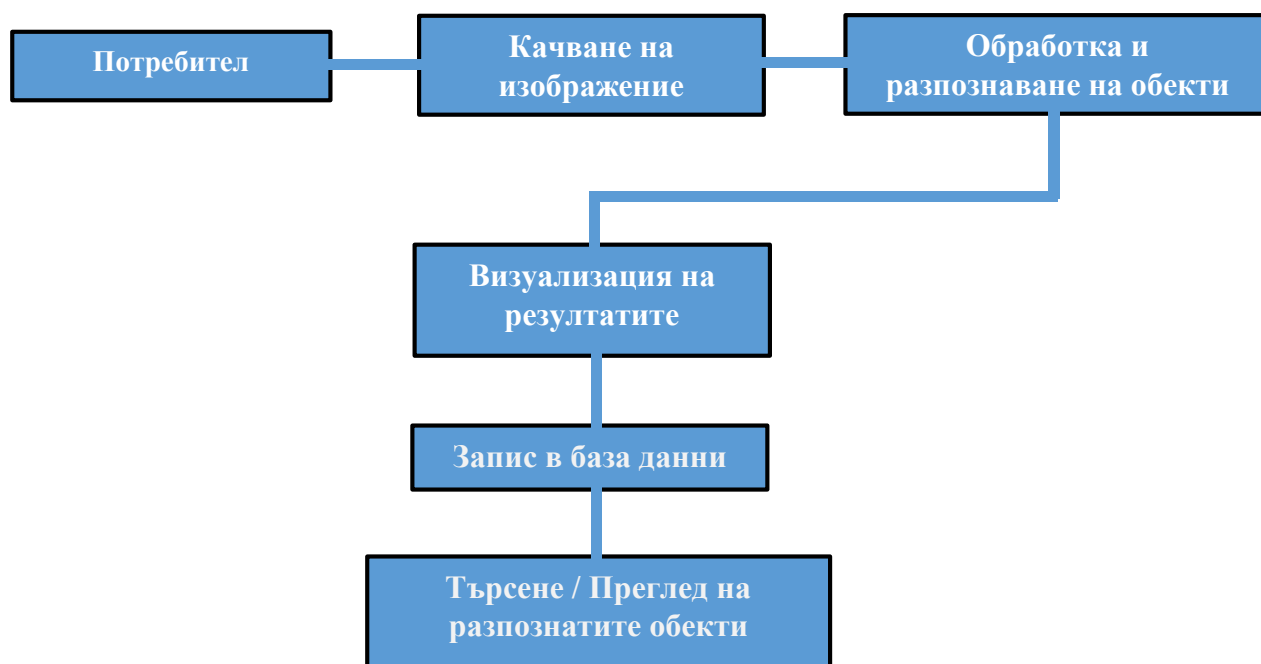 Потребител
Качване на
изображение
Обработка и
разпознаване на обекти
Визуализация на
резултатите
Запис в база данни
Търсене / Преглед на
разпознатите обекти